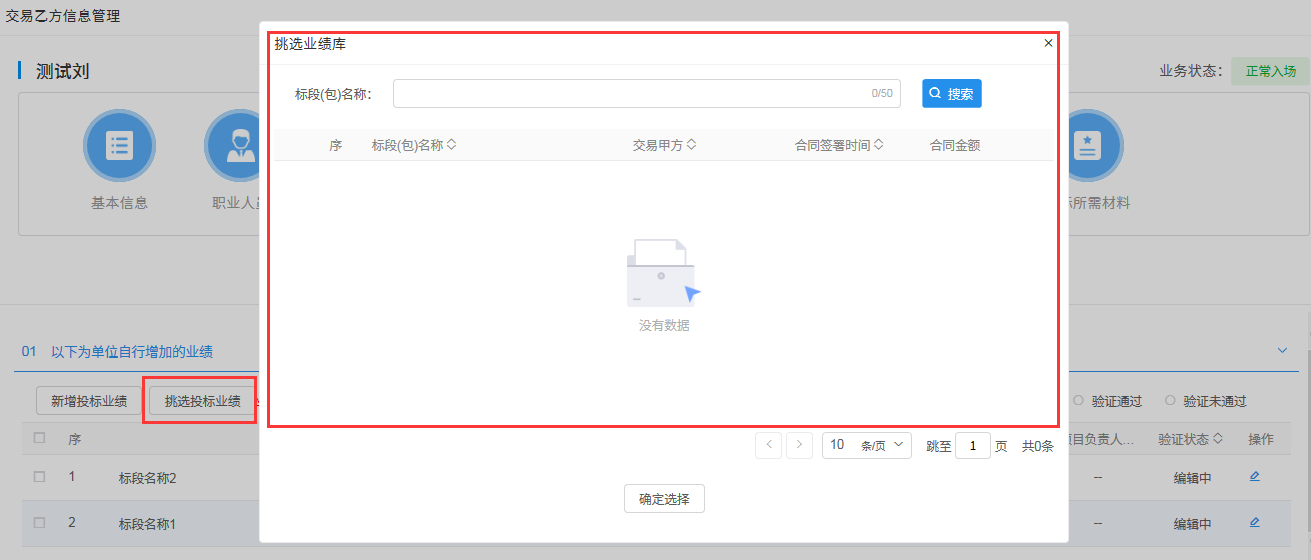 交易乙方信息管理
测试刘
业务状态：
正常入场
基本信息
职业人
所需材料
挑选业绩库
×
标段(包)名称：
0/50
搜索
序 标段(包)名称 交易甲方 合同签署时间 合同金额
没有数据
10 条/页 跳至 1 页 共0条
确定选择
01 以下为单位自行增加的业绩
新增投标业绩 挑选投标业绩
验证通过 验证未通过
序
目负责人... 验证状态 操作
1 标段名称2 -- 编辑中
2 标段名称1 -- 编辑中